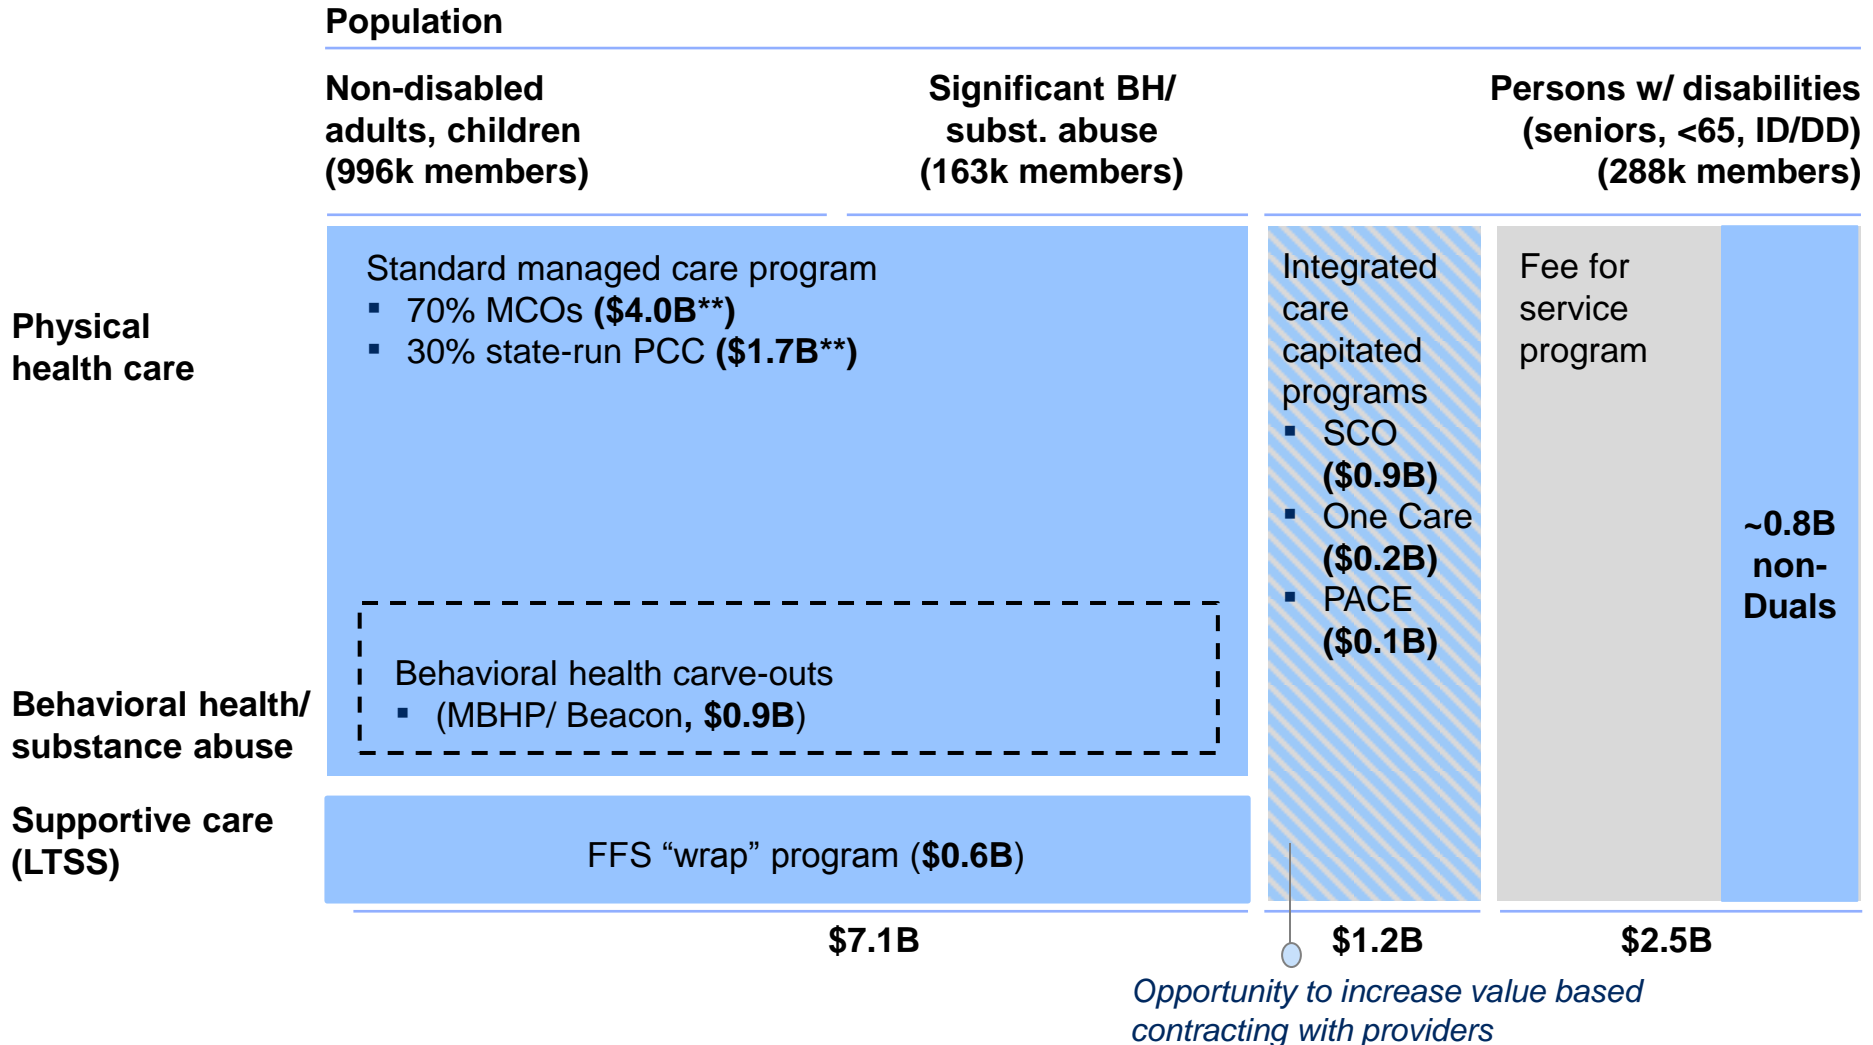 Population
Non-disabled
adults, children
(996k members)
Significant BH/
subst. abuse
(163k members)
Persons w/ disabilities
(seniors, <65, ID/DD)
(288k members)
Physical
health care
Standard managed care program
▪ 70% MCOs ($4.0B**)
▪ 30% state-run PCC ($1.7B**)
Integrated
care
capitated
programs
▪ SCO
($0.9B)
▪ One Care
($0.2B)
▪ PACE
($0.1B)
Fee for
service
program
~0.8B
non-
Duals
Behavioral health/
substance abuse
Behavioral health carve-outs
▪ (MBHP/ Beacon, $0.9B)
Supportive care
(LTSS)
FFS “wrap” program ($0.6B)
$7.1B
$1.2B
$2.5B
Opportunity to increase value based
contracting with providers